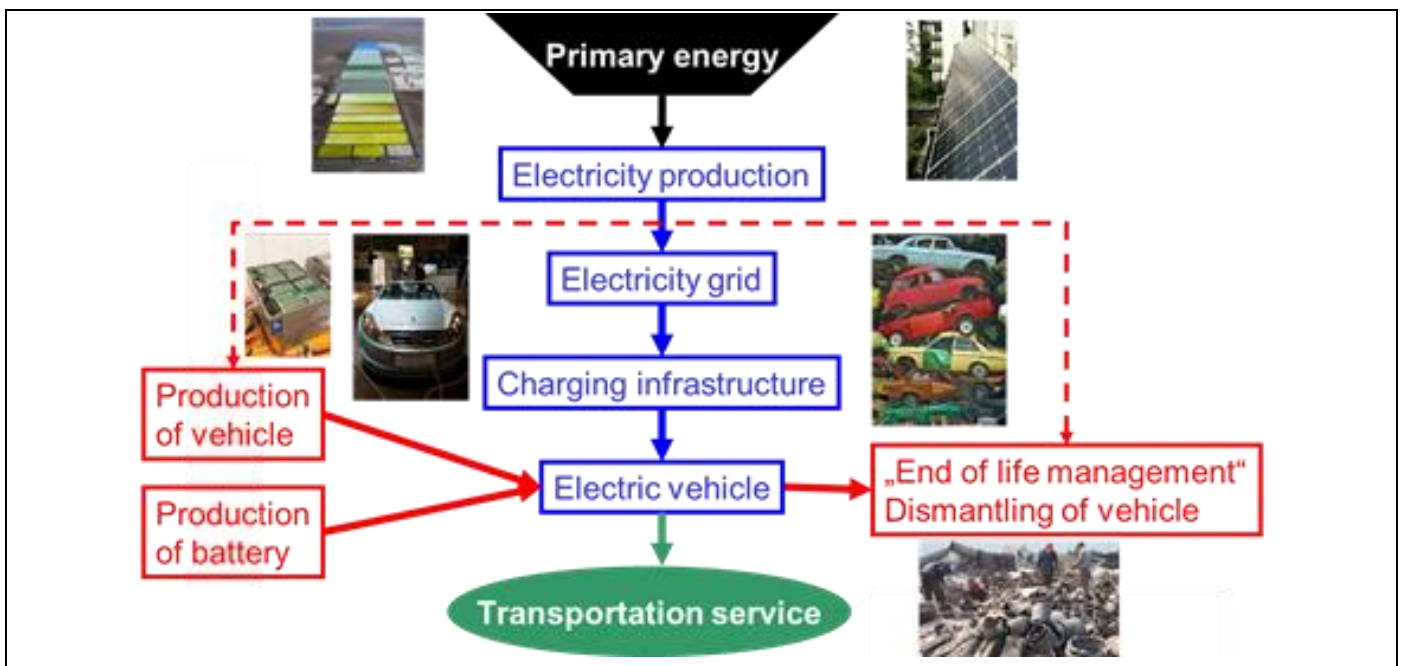 Primary energy
Electricity production
Electricity grid
Charging infrastructure
Production
of vehicle
Electric vehicle
„End of life management“
Dismantling of vehicle
Production
of battery
Transportation service